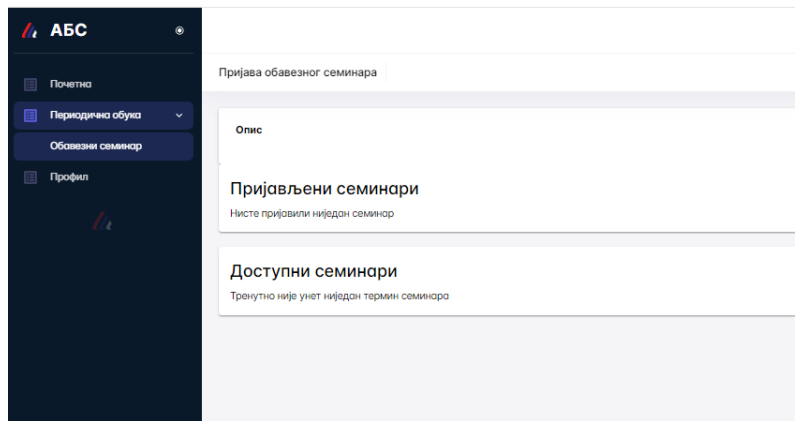 АБС
Почетна
Периодична обука
Обавезни семинар
Профил
Пријава обавезног семинара
Опис
Пријављени семинари
Нисте пријавили ниједан семинар
Доступни семинари
Тренутно није унет ниједан термин семинара